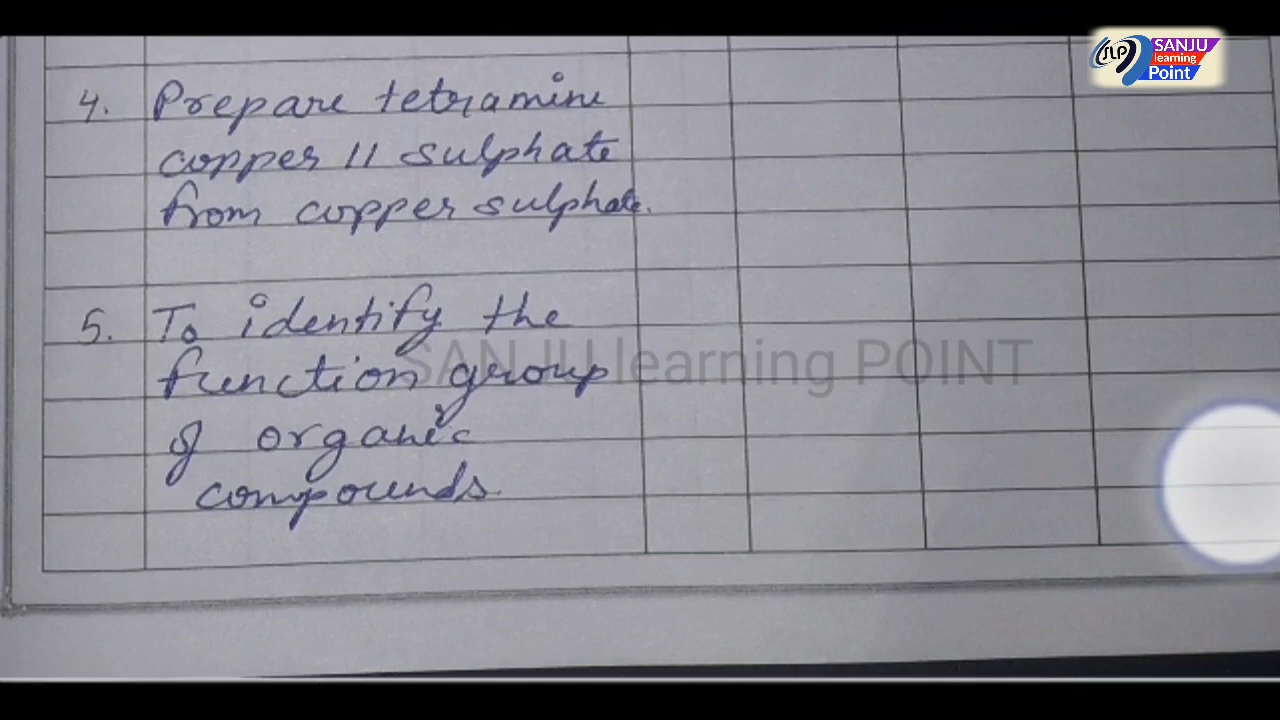 SANJU
learning
Point
4. Prepare tetramine
copper 11 sulphate
from copper sulphate.
5. To identify the
function group
of organic
compounds.
SANJU learning POINT